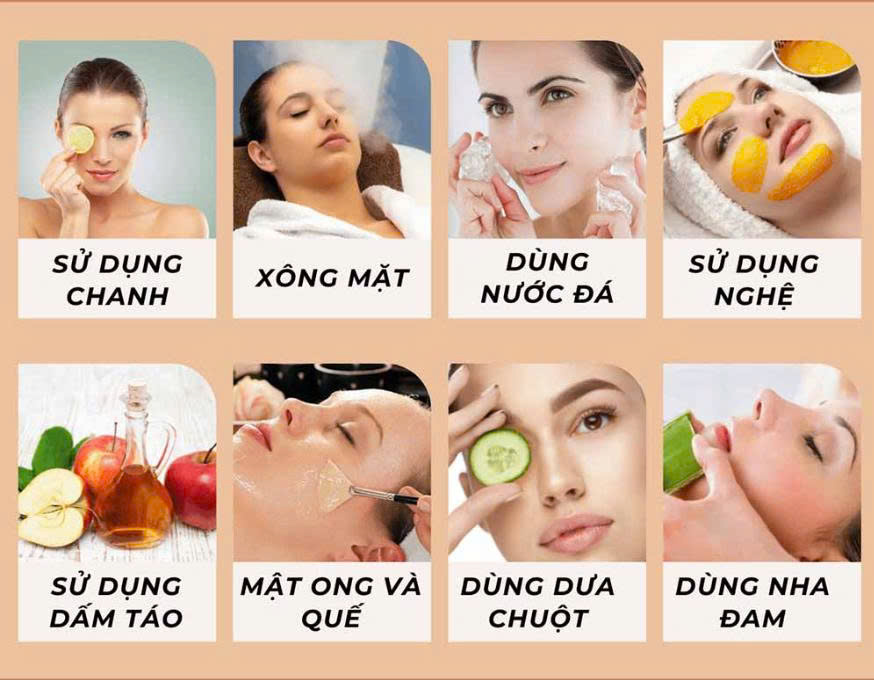 SỬ DỤNG
CHANH
XÔNG MẶT
DÙNG
NƯỚC ĐÁ
SỬ DỤNG
NGHỆ
SỬ DỤNG
DẤM TÁO
MẬT ONG VÀ
QUẾ
DÙNG DƯA
CHUỘT
DÙNG NHA
ĐAM